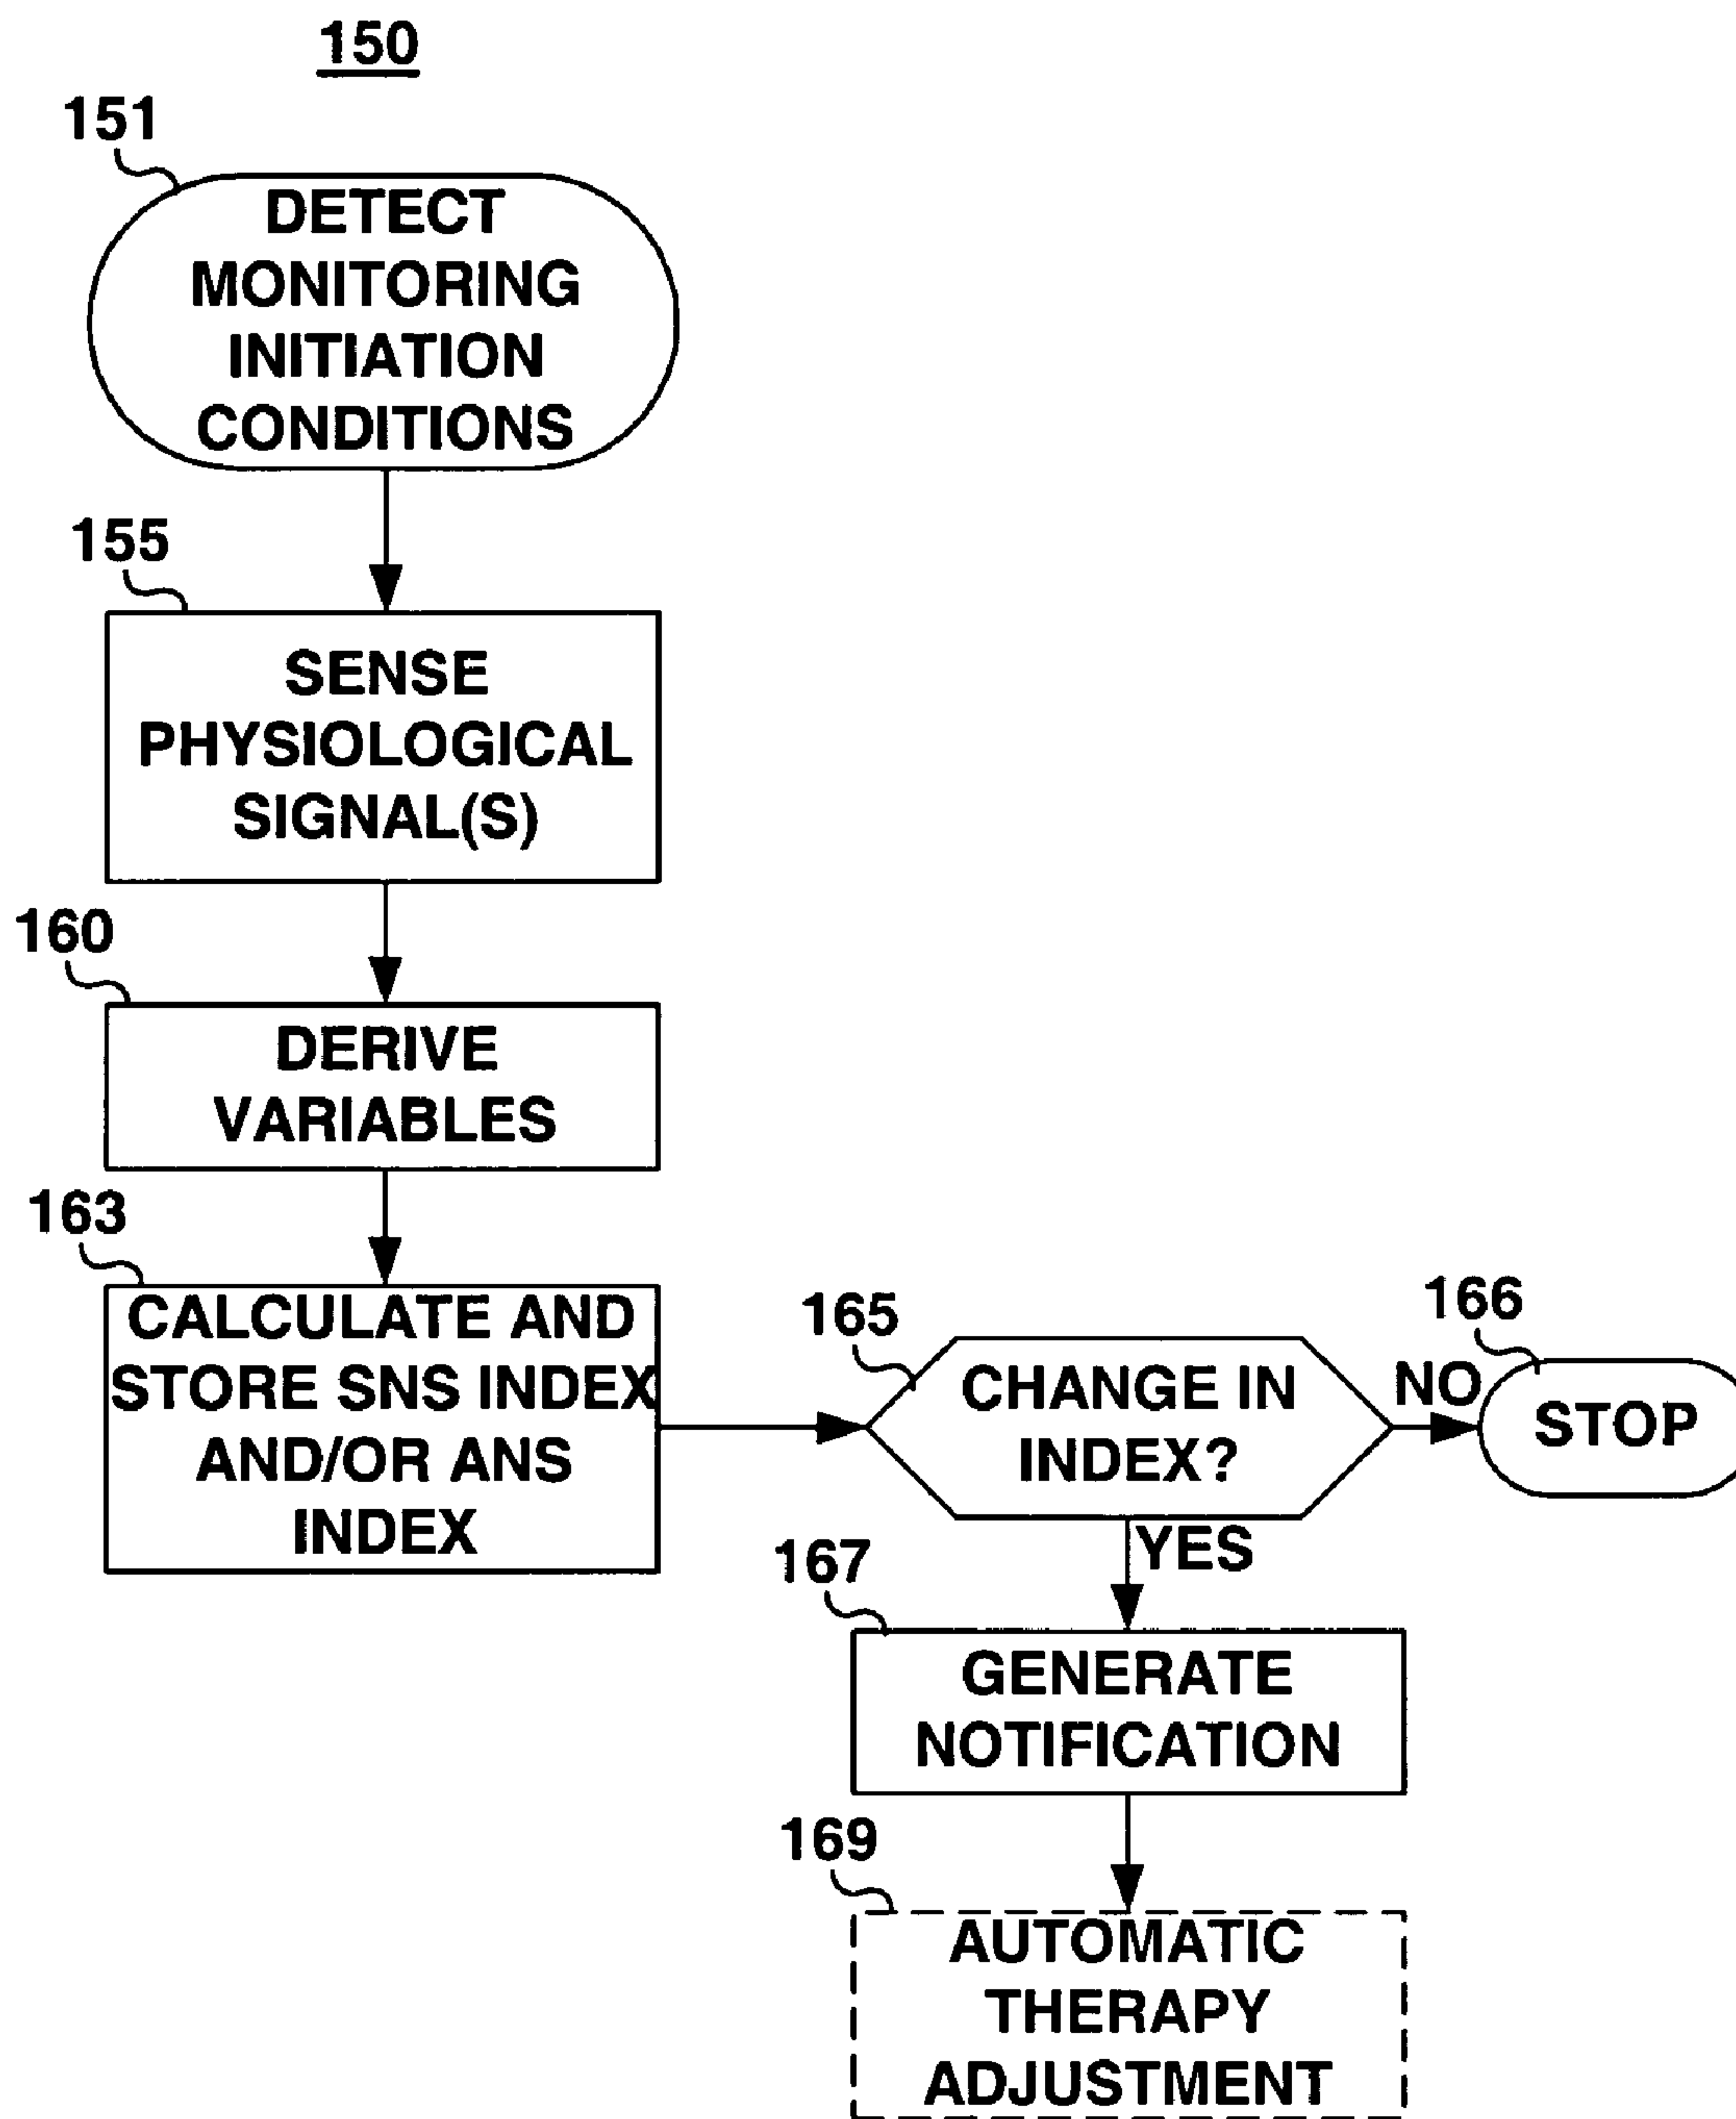 150
151
DETECT
MONITORING
INITIATION
CONDITIONS
155
SENSE
PHYSIOLOGICAL
SIGNAL(S)
160
DERIVE
VARIABLES
163
CALCULATE AND
STORE SNS INDEX
AND/OR ANS
INDEX
165
CHANGE IN
INDEX?
NO
166
STOP
YES
167
GENERATE
NOTIFICATION
169
AUTOMATIC
THERAPY
ADJUSTMENT